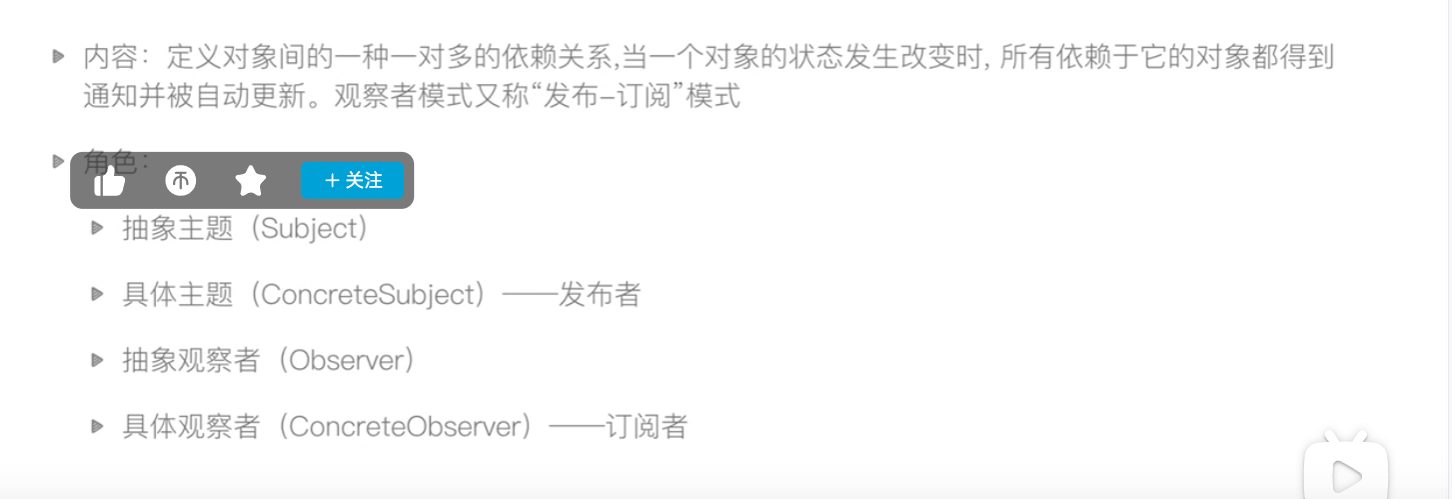 内容：定义对象间的一种一对多的依赖关系,当一个对象的状态发生改变时, 所有依赖于它的对象都得到
通知并被自动更新。观察者模式又称“发布–订阅”模式
角色：
+ 关注
抽象主题（Subject）
具体主题（ConcreteSubject）——发布者
抽象观察者（Observer）
具体观察者（ConcreteObserver）——订阅者